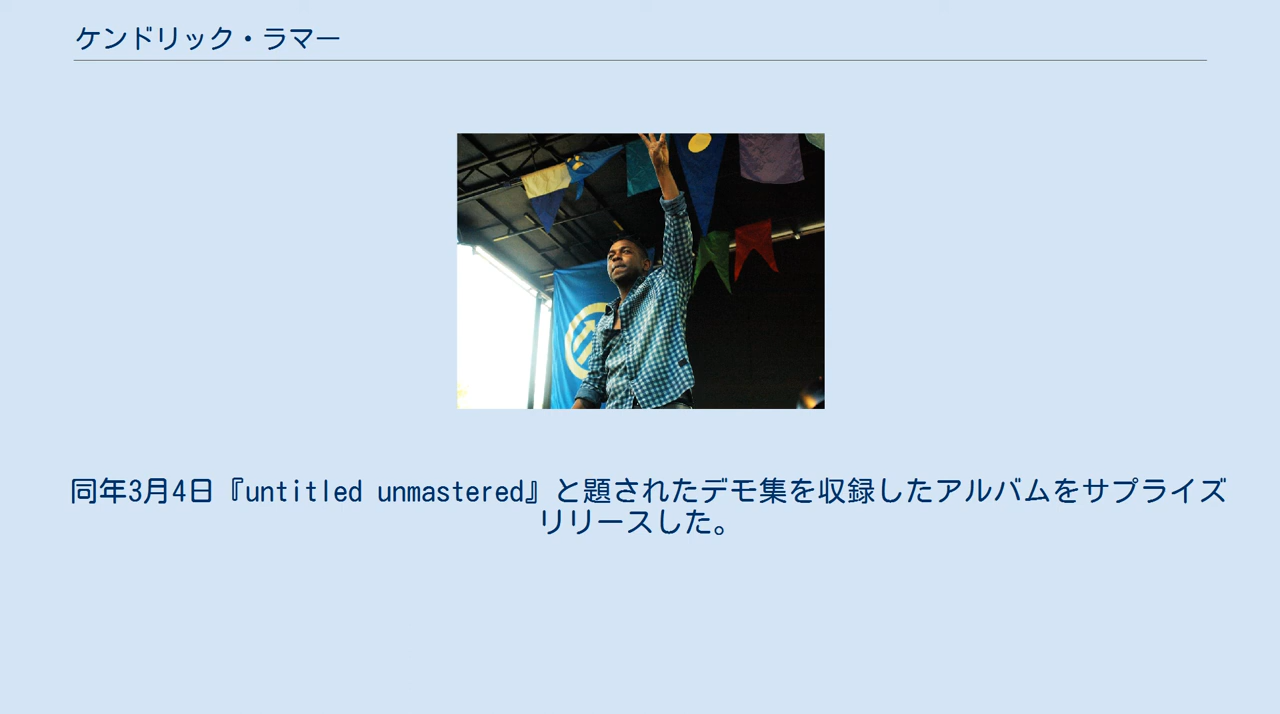 ケンドリック・ラマー
同年3月4日『untitled unmastered』と題されたデモ集を収録したアルバムをサプライズ
リリースした。